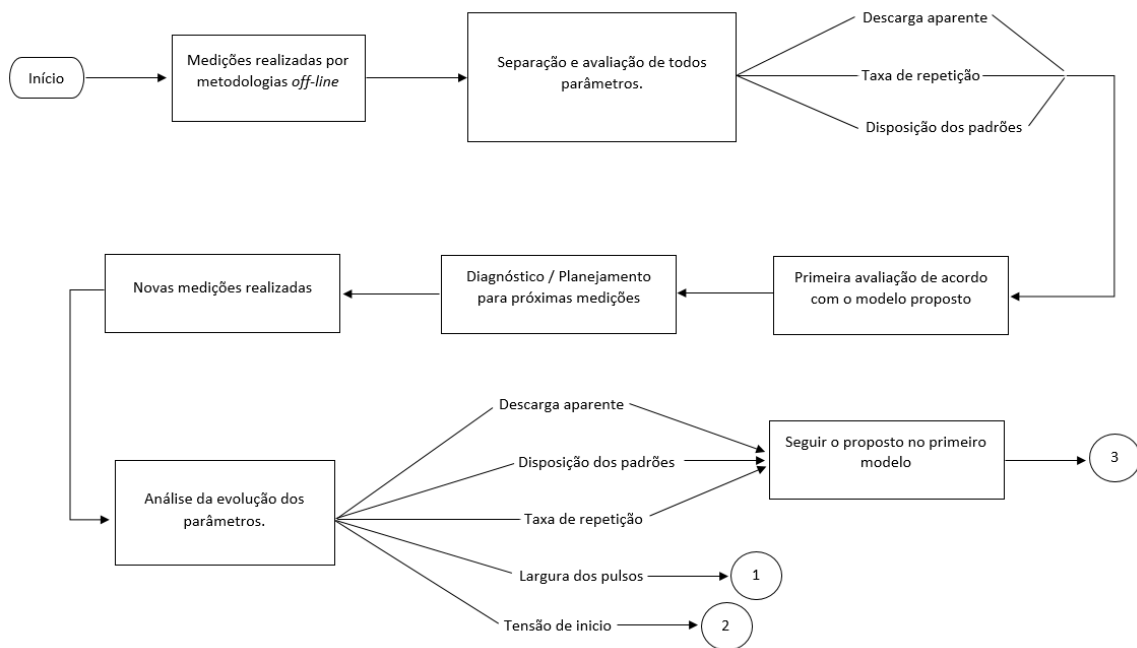 Início
Medições realizadas por
metodologias off-line
Separação e avaliação de todos
parâmetros.
Descarga aparente
Taxa de repetição
Disposição dos padrões
Novas medições realizadas
Diagnóstico / Planejamento
para próximas medições
Primeira avaliação de acordo
com o modelo proposto
Análise da evolução dos
parâmetros.
Descarga aparente
Disposição dos padrões
Taxa de repetição
Largura dos pulsos
Tensão de inicio
Seguir o proposto no primeiro
modelo
3
1
2